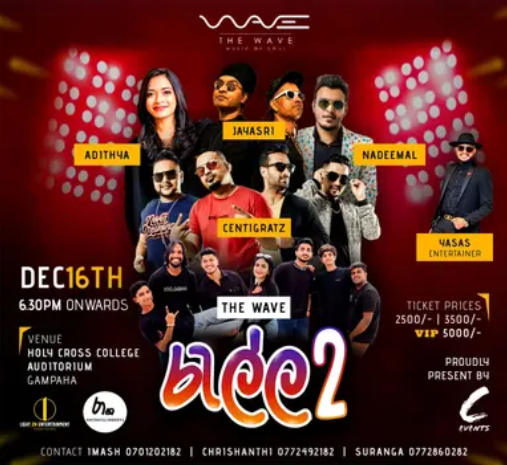 WAVE
THE WAVE
MUSIC BY SOUL
JAYASRI
ADITHYA
NADEEMAL
CENTIGRATZ
YASAS
ENTERTAINER
DEC16TH
6.30PM ONWARDS
THE WAVE
රැල්ල 2
TICKET PRICES
2500/- | 3500/-
VIP 5000/-
VENUE
HOLY CROSS COLLEGE
AUDITORIUM
GAMPAHA
PROUDLY
PRESENT BY
EVENTS
CONTACT IMASH 0701202182 | CHRISHANTHI 0772492182 | SURANGA 0772860282